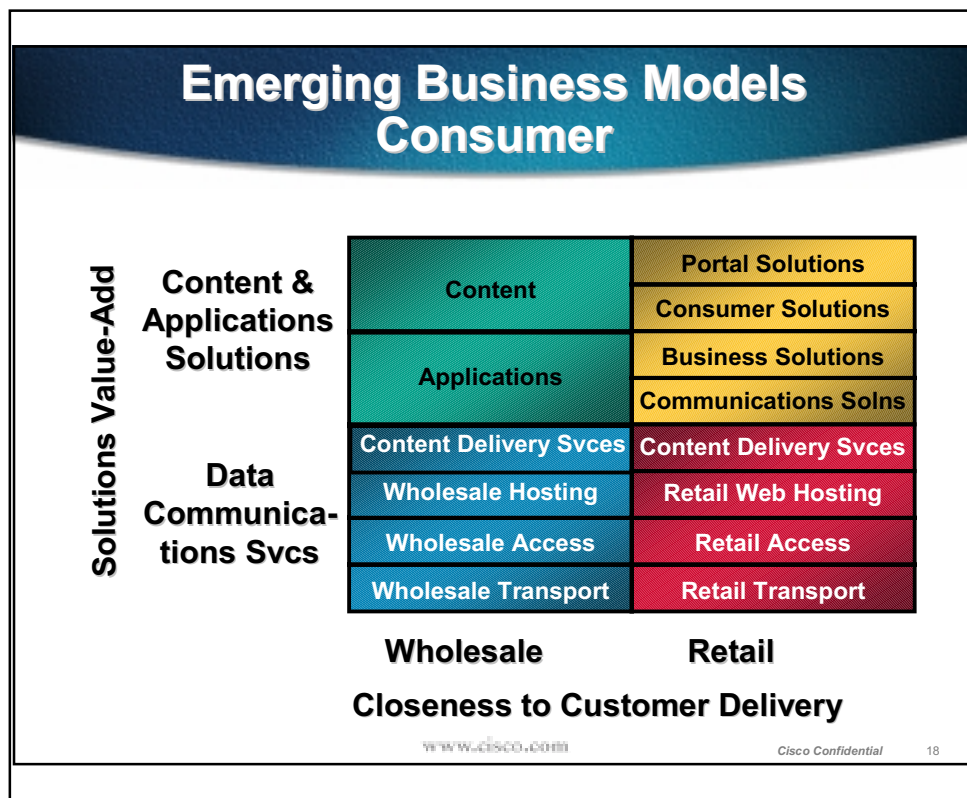 Emerging Business Models
Consumer
Solutions Value-Add
Content &
Applications
Solutions
Data
Communica-
tions Svcs
Content
Applications
Content Delivery Svces
Wholesale Hosting
Wholesale Access
Wholesale Transport
Portal Solutions
Consumer Solutions
Business Solutions
Communications Solns
Content Delivery Svces
Retail Web Hosting
Retail Access
Retail Transport
Wholesale
Retail
Closeness to Customer Delivery
www.cisco.com
Cisco Confidential
18